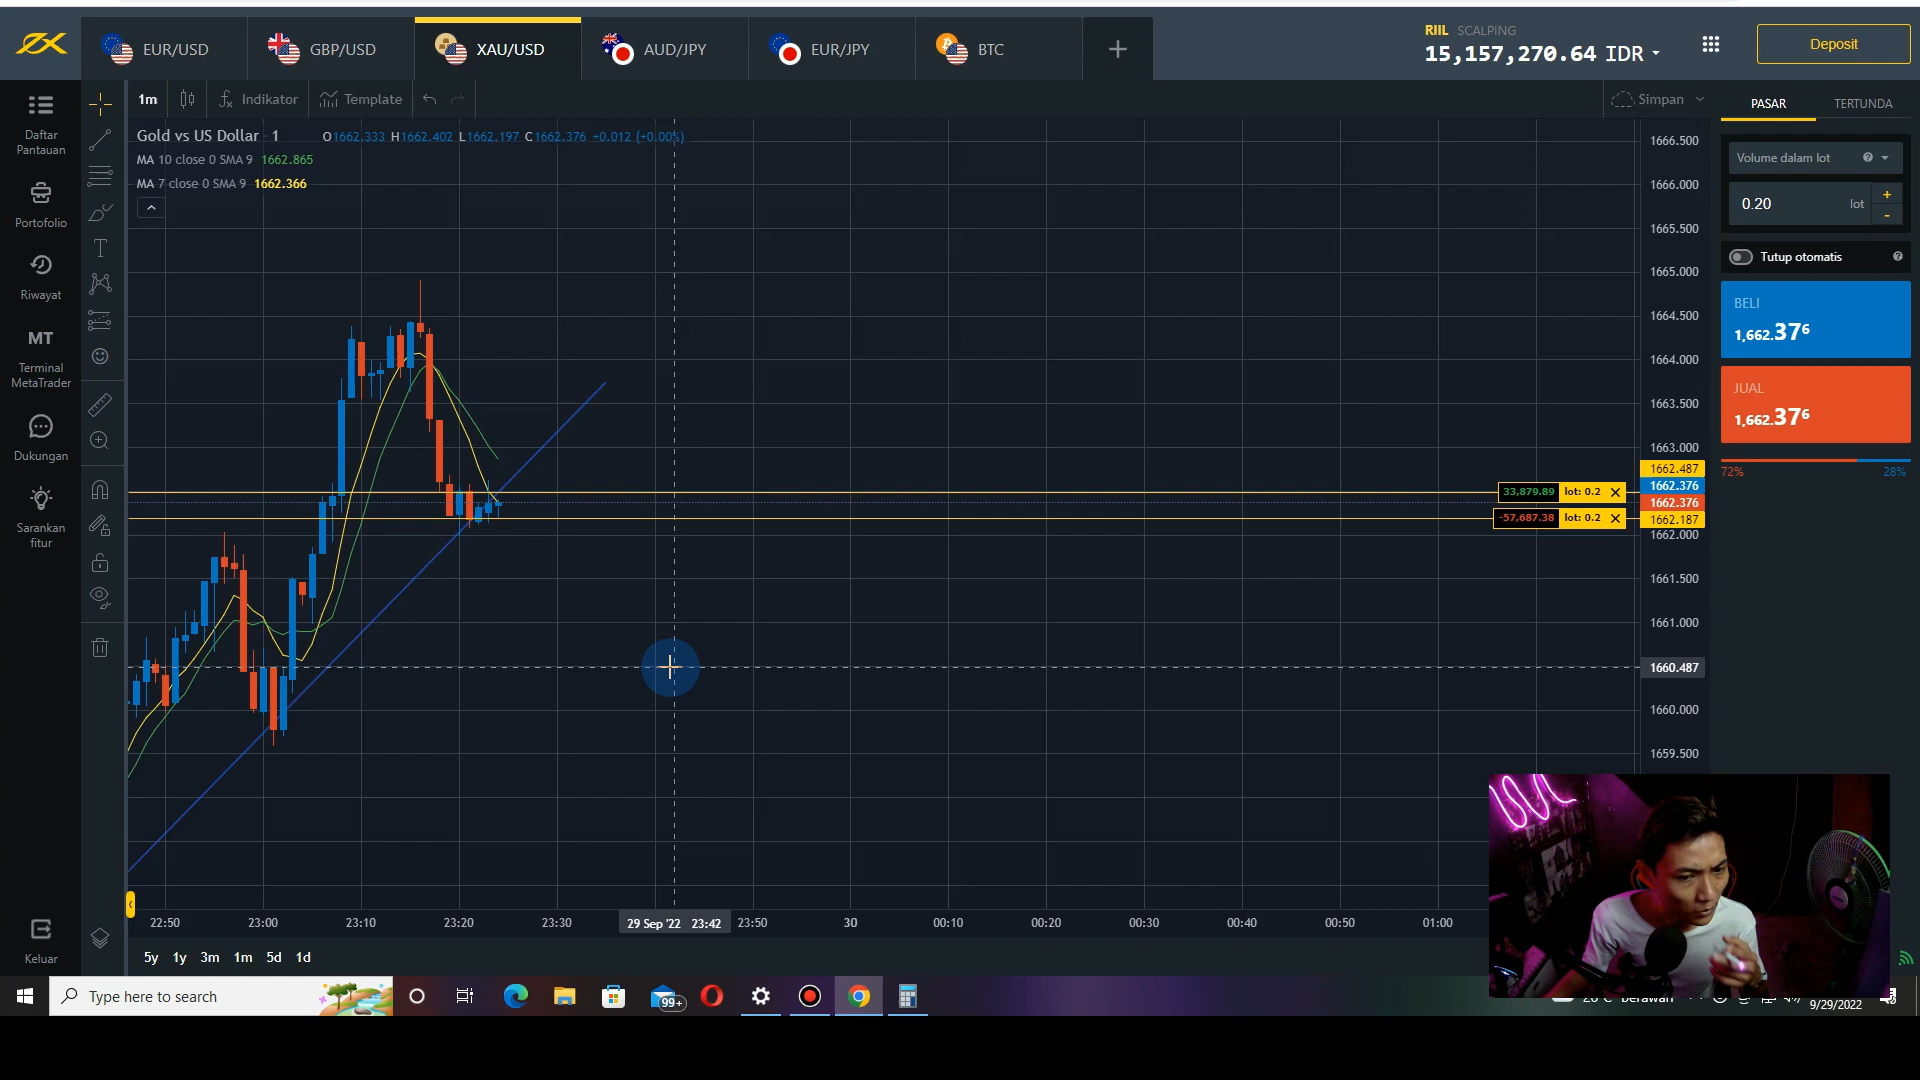 EUR/USD
GBP/USD
XAU/USD
AUD/JPY
EUR/JPY
BTC
RIIL SCALPING
15,157,270.64 IDR
Deposit
1m
Indikator
Template
Simpan
PASAR
TERTUNDA
Daftar
Pantauan
Portofolio
Riwayat
MT
Terminal
MetaTrader
Dukungan
Sarankan
fitur
Keluar
Gold vs US Dollar 1
O1662.333 H1662.402 L1662.197 C1662.376 +0.012 (+0.00%)
MA 10 close 0 SMA 9 1662.865
MA 7 close 0 SMA 9 1662.366
1666.500
1666.000
1665.500
1665.000
1664.500
1664.000
1663.500
1663.000
1662.487
1662.376
1662.376
1662.187
1662.000
1661.500
1661.000
1660.487
1660.000
1659.500
33,879.89 lot: 0.2
-57,687.38 lot: 0.2
Volume dalam lot
0.20 lot
+
-
Tutup otomatis
BELI
1,662.376
JUAL
1,662.376
72%
28%
22:50
23:00
23:10
23:20
23:30
29 Sep '22 23:42
23:50
30
00:10
00:20
00:30
00:40
00:50
01:00
5y 1y 3m 1m 5d 1d
Type here to search
99+
9/29/2022